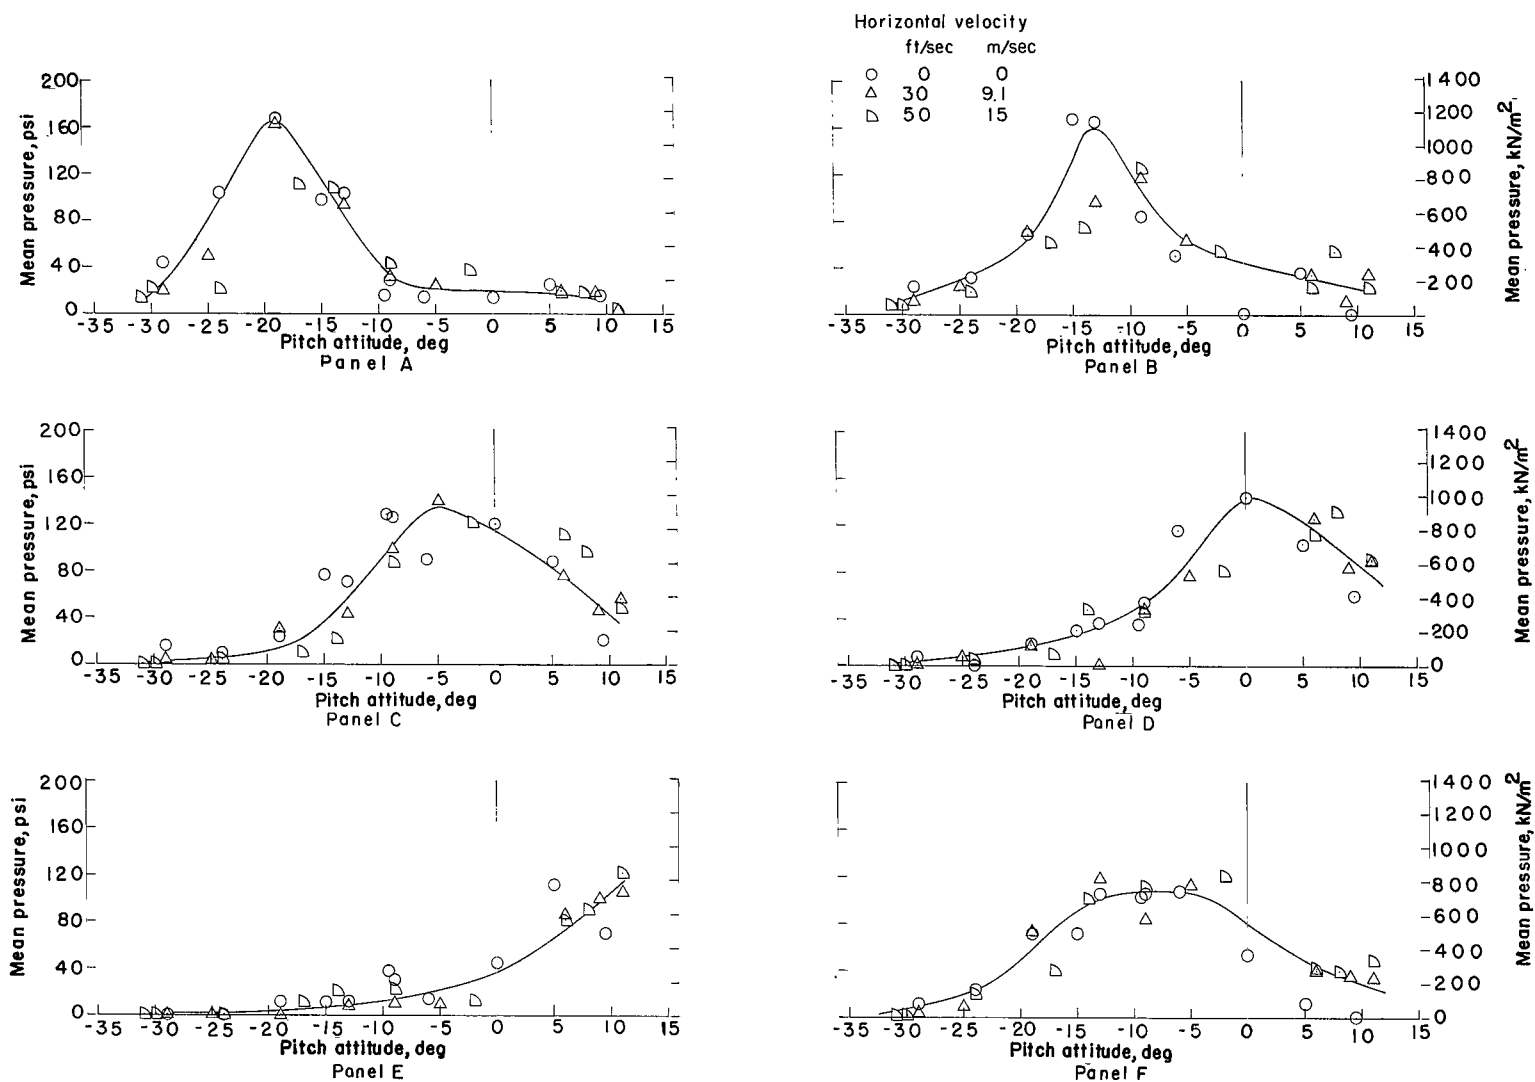 Horizontal velocity
ft/sec m/sec
0 0
30 9.1
50 15
200
160
120
80
40
0
Mean pressure, psi
-35 -30 -25 -20 -15 -10 -5 0 5 10 15
Pitch attitude, deg
Panel A
1400
1200
1000
800
600
400
200
0
Mean pressure, kN/m2
-35 -30 -25 -20 -15 -10 -5 0 5 10 15
Pitch attitude, deg
Panel B
200
160
120
80
40
0
Mean pressure, psi
-35 -30 -25 -20 -15 -10 -5 0 5 10 15
Pitch attitude, deg
Panel C
1400
1200
1000
800
600
400
200
0
Mean pressure, kN/m2
-35 -30 -25 -20 -15 -10 -5 0 5 10 15
Pitch attitude, deg
Panel D
200
160
120
80
40
0
Mean pressure, psi
-35 -30 -25 -20 -15 -10 -5 0 5 10 15
Pitch attitude, deg
Panel E
1400
1200
1000
800
600
400
200
0
Mean pressure, kN/m2
-35 -30 -25 -20 -15 -10 -5 0 5 10 15
Pitch attitude, deg
Panel F